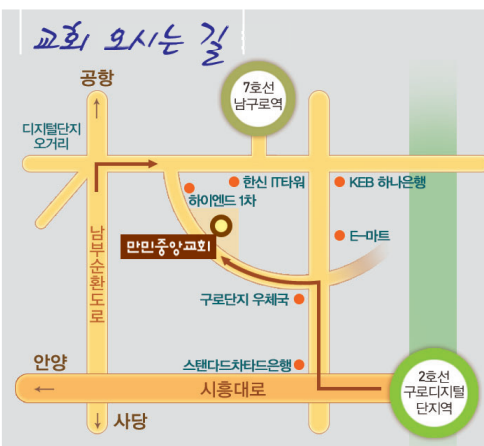 교회 오시는 길
공항
7호선
남구로역
디지털단지
오거리
한신 IT타워
KEB 하나은행
하이엔드 1차
E-마트
만민중앙교회
남부순환도로
구로단지 우체국
안양
스탠다드차타드은행
2호선
구로디지털
단지역
시흥대로
사당